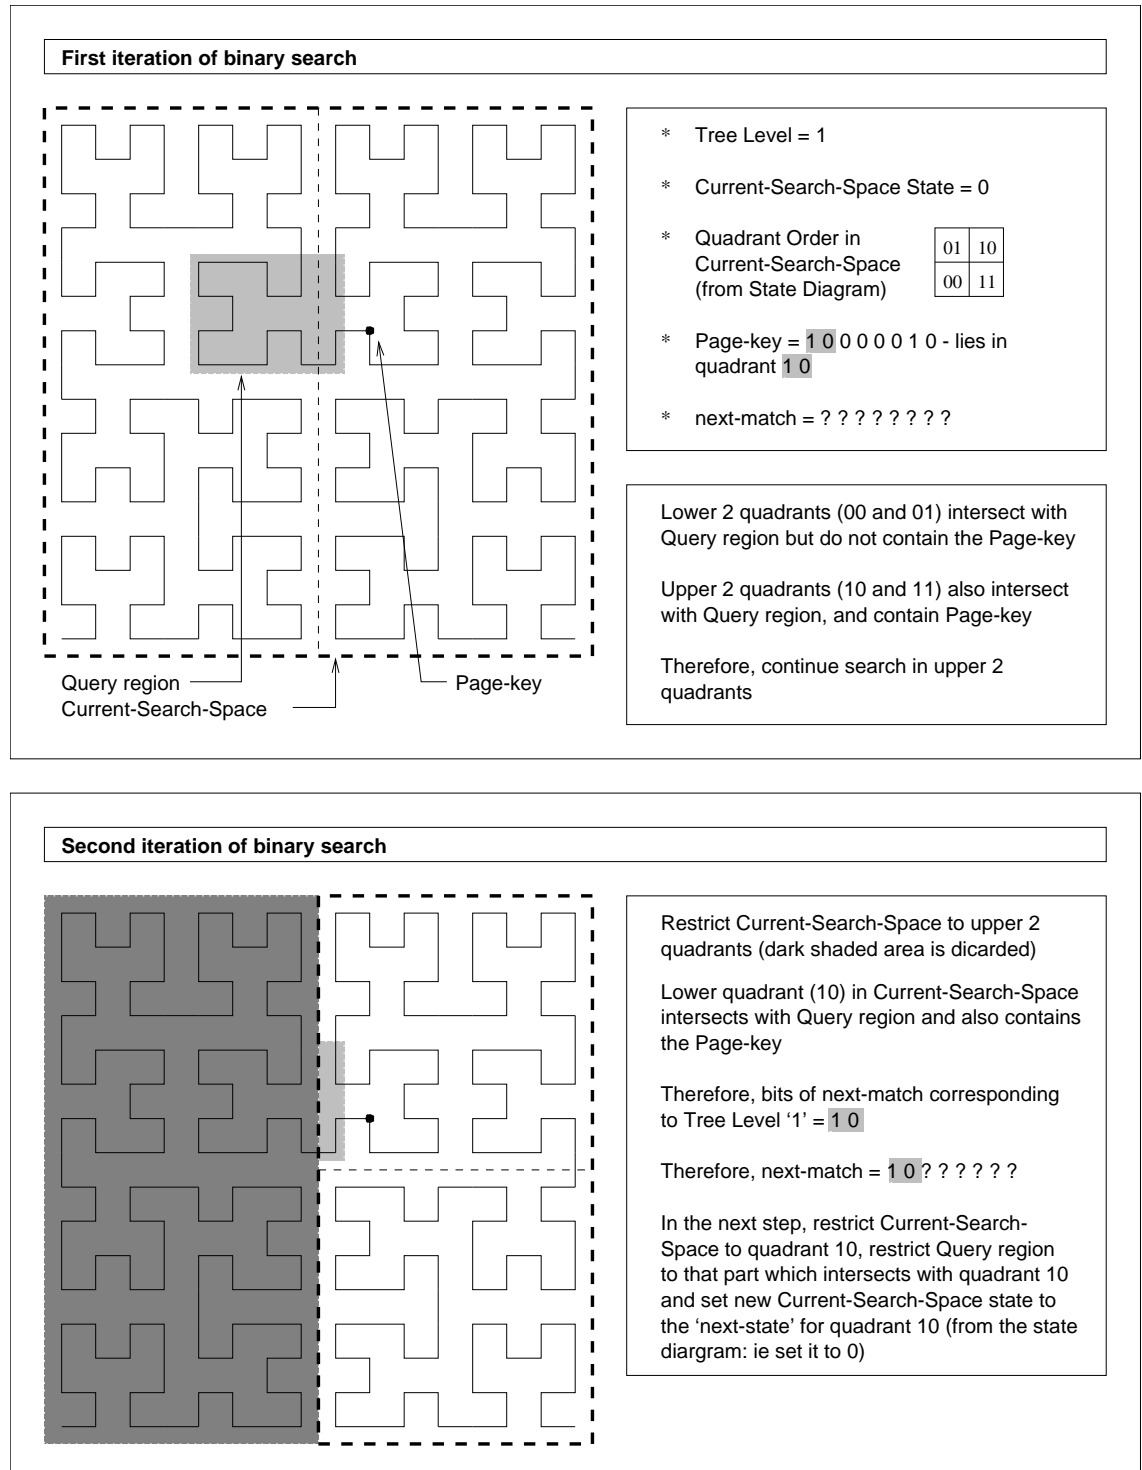 First iteration of binary search
* Tree Level = 1
* Current-Search-Space State = 0
* Quadrant Order in
Current-Search-Space
(from State Diagram)
01 10
00 11
* Page-key = 1 0 0 0 0 0 1 0 - lies in
quadrant 1 0
* next-match = ? ? ? ? ? ? ? ?
Lower 2 quadrants (00 and 01) intersect with
Query region but do not contain the Page-key
Upper 2 quadrants (10 and 11) also intersect
with Query region, and contain Page-key
Therefore, continue search in upper 2
quadrants
Query region
Page-key
Current-Search-Space
Second iteration of binary search
Restrict Current-Search-Space to upper 2
quadrants (dark shaded area is dicarded)
Lower quadrant (10) in Current-Search-Space
intersects with Query region and also contains
the Page-key
Therefore, bits of next-match corresponding
to Tree Level ‘1’ = 1 0
Therefore, next-match = 1 0 ? ? ? ? ? ?
In the next step, restrict Current-Search-
Space to quadrant 10, restrict Query region
to that part which intersects with quadrant 10
and set new Current-Search-Space state to
the ‘next-state’ for quadrant 10 (from the state
diargram: ie set it to 0)